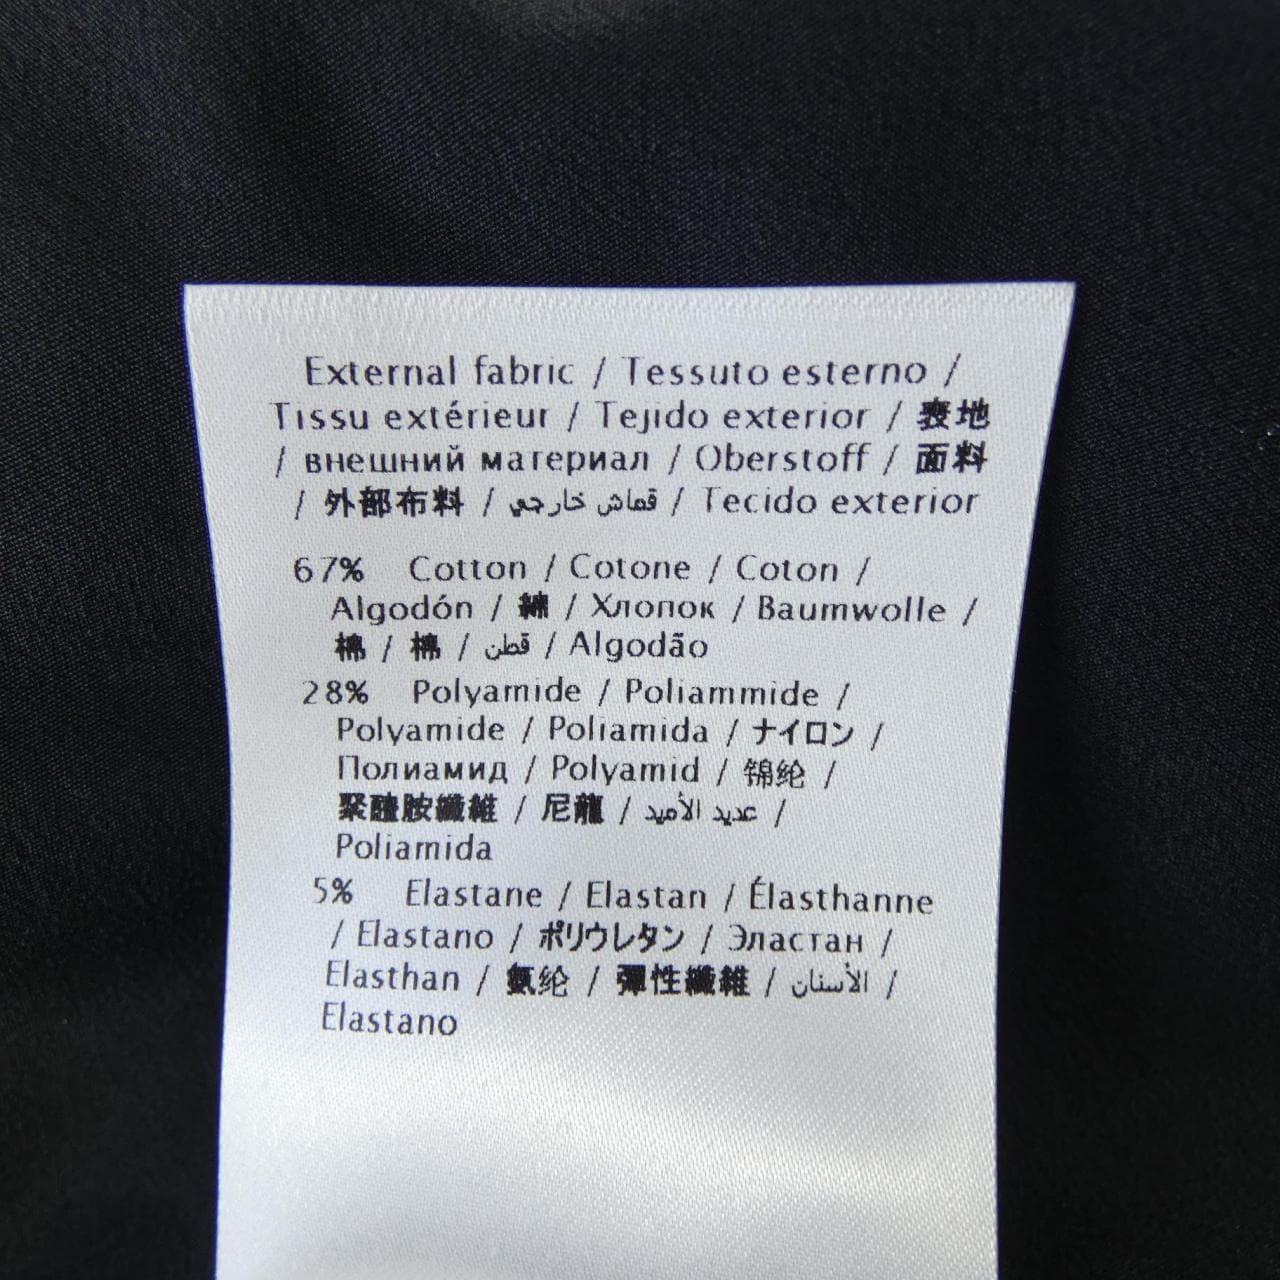 External fabric / Tessuto esterno /
Tissu extérieur / Tejido exterior / 表地
/ внешний материал / Oberstoff / 面料
/ 外部布料 / قماش خارجي / Tecido exterior
67% Cotton / Cotone / Coton /
Algodón / 綿 / Хлопок / Baumwolle /
棉 / 棉 / قطن / Algodão
28% Polyamide / Poliammide /
Polyamide / Poliamida / ナイロン /
Полиамид / Polyamid / 锦纶 /
聚醯胺纖維 / 尼龍 / عديد الأميد /
Poliamida
5% Elastane / Elastan / Élasthanne
/ Elastano / ポリウレタン / Эластан /
Elasthan / 氨纶 / 彈性纖維 / الأسنان /
Elastano